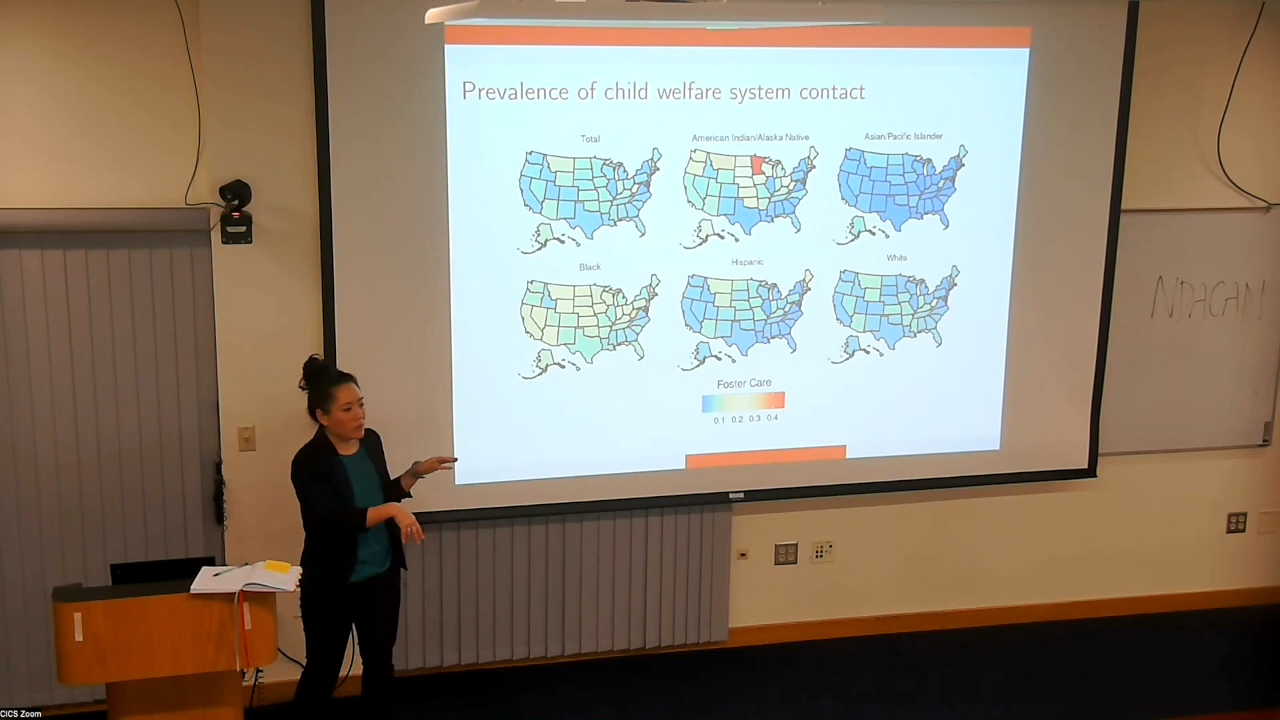 Prevalence of child welfare system contact
Total
American Indian/Alaska Native
Asian/Pacific Islander
Black
Hispanic
White
Foster Care
0.1 0.2 0.3 0.4
NDACAN
CICS Zoom